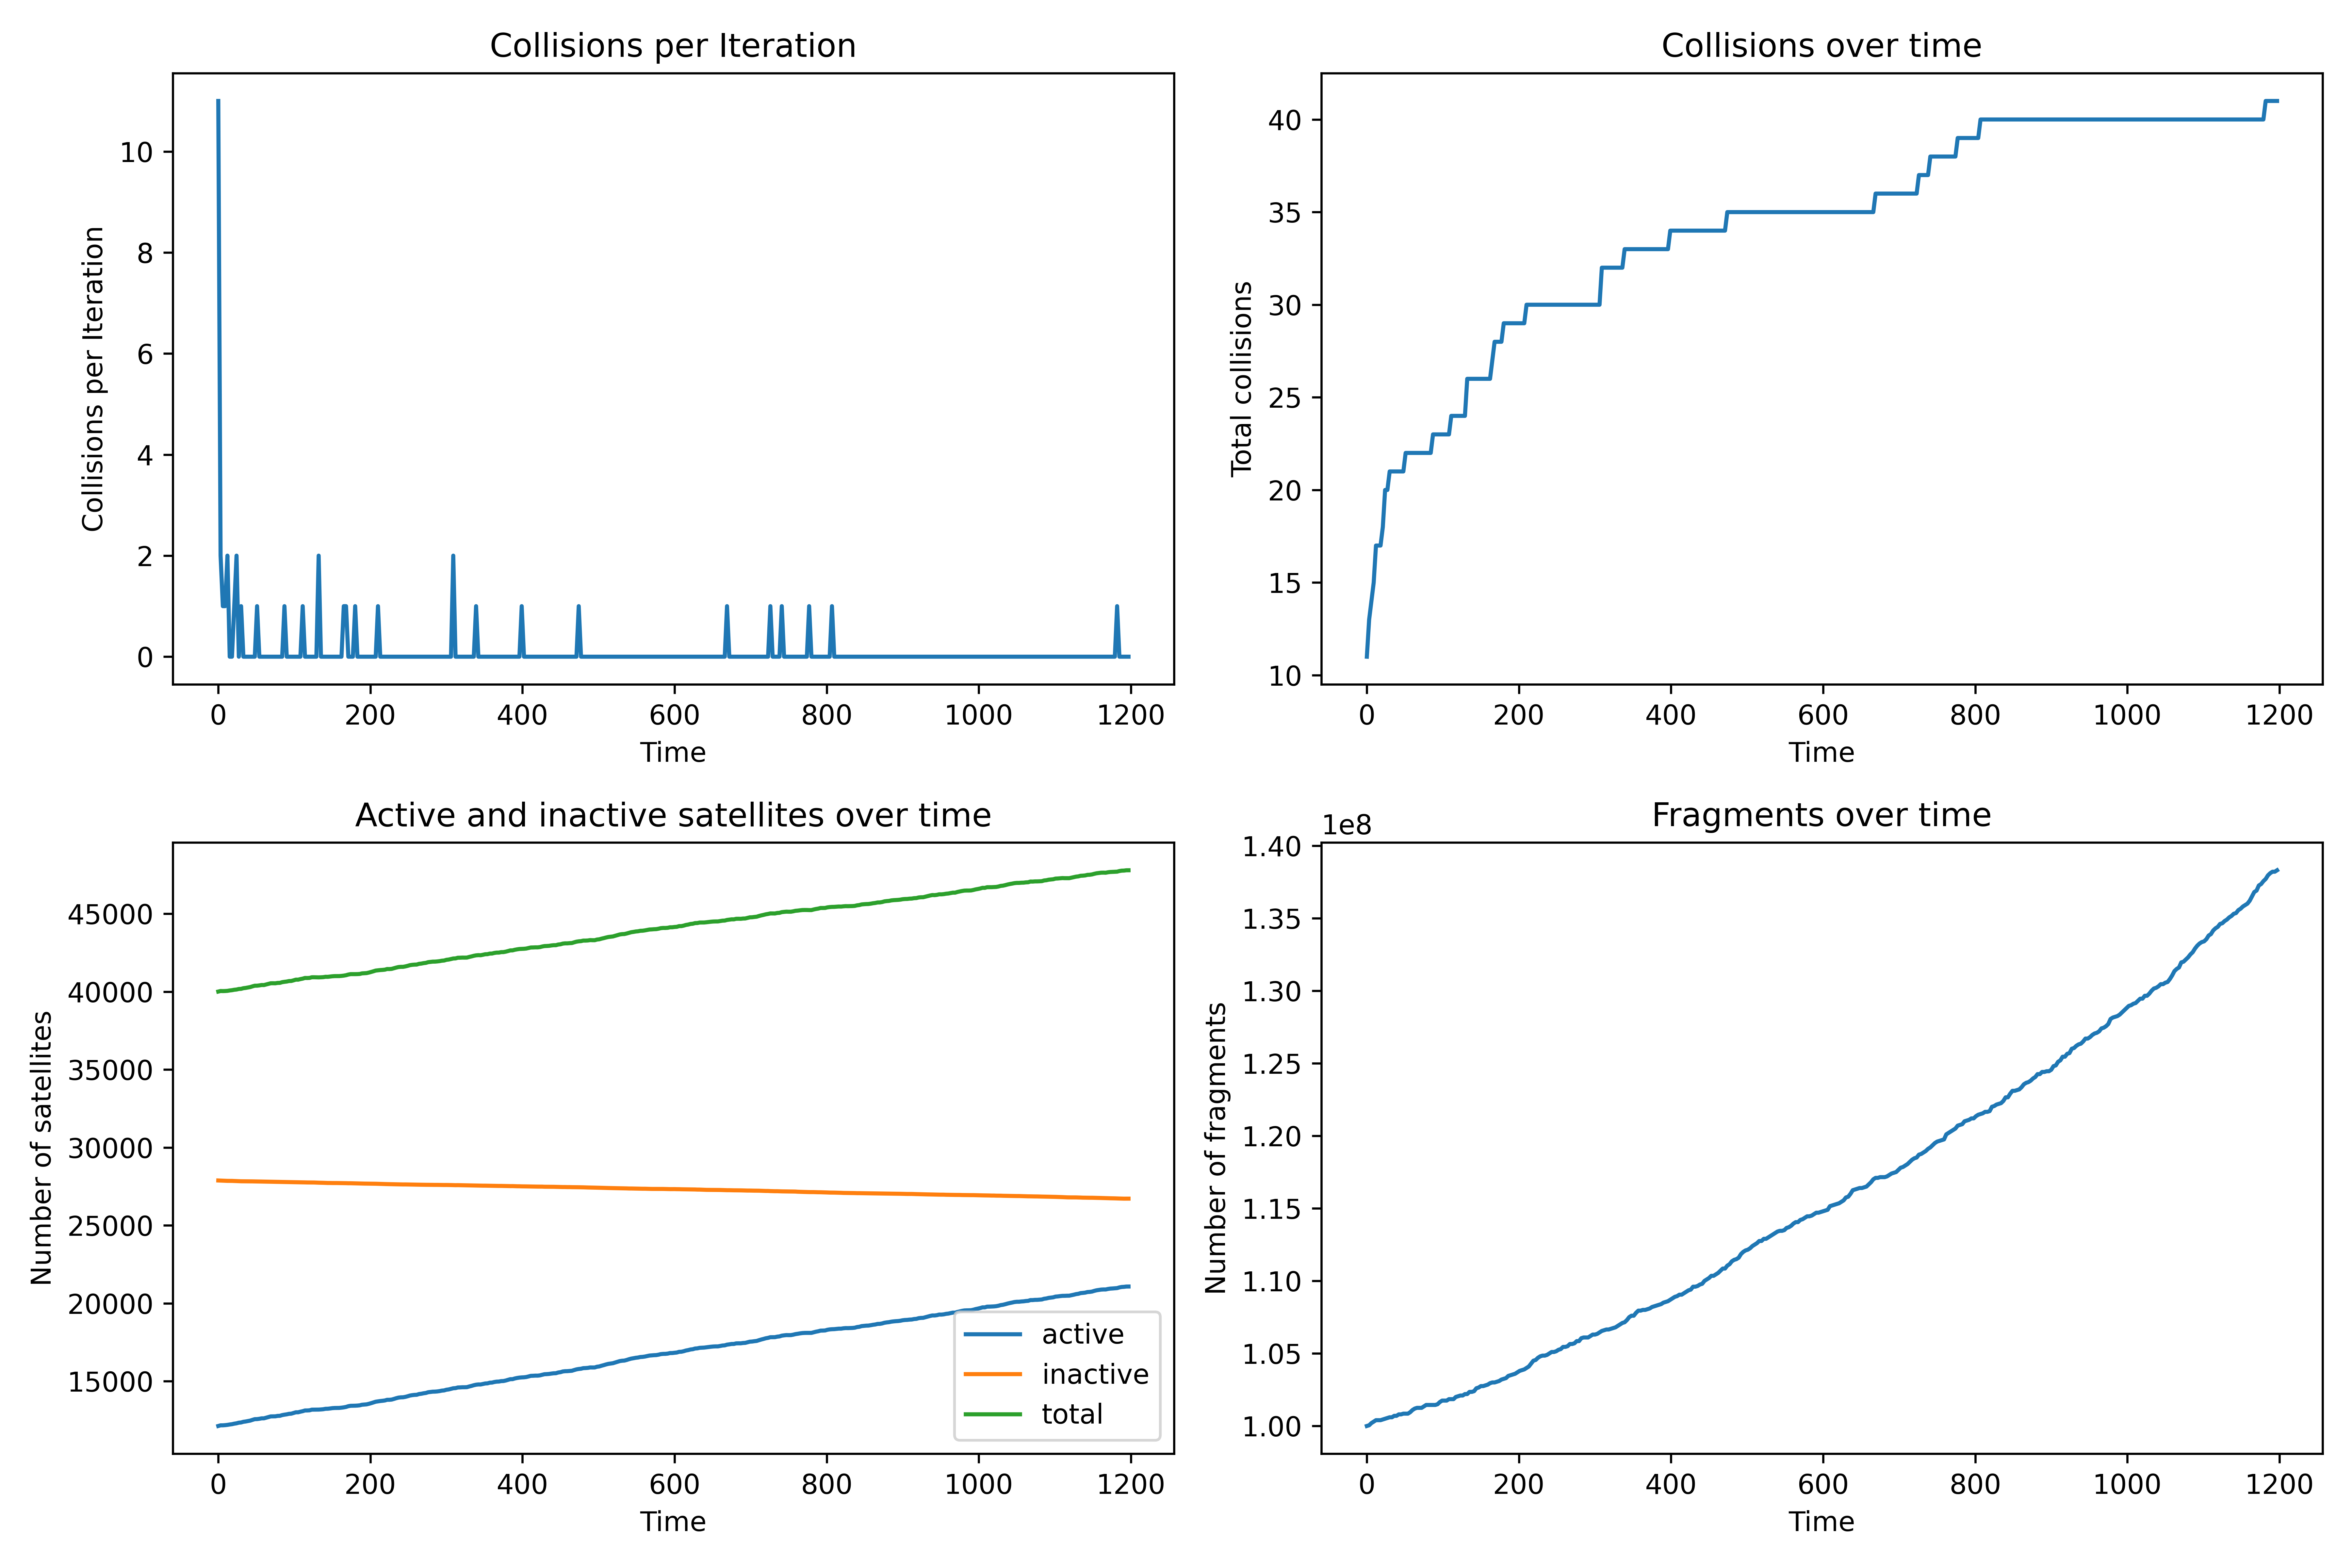 Collisions per Iteration
Collisions per Iteration
10
8
6
4
2
0
0 200 400 600 800 1000 1200
Time
Collisions over time
Total collisions
40
35
30
25
20
15
10
0 200 400 600 800 1000 1200
Time
Active and inactive satellites over time
Number of satellites
45000
40000
35000
30000
25000
20000
15000
active
inactive
total
0 200 400 600 800 1000 1200
Time
Fragments over time
1e8
Number of fragments
1.40
1.35
1.30
1.25
1.20
1.15
1.10
1.05
1.00
0 200 400 600 800 1000 1200
Time